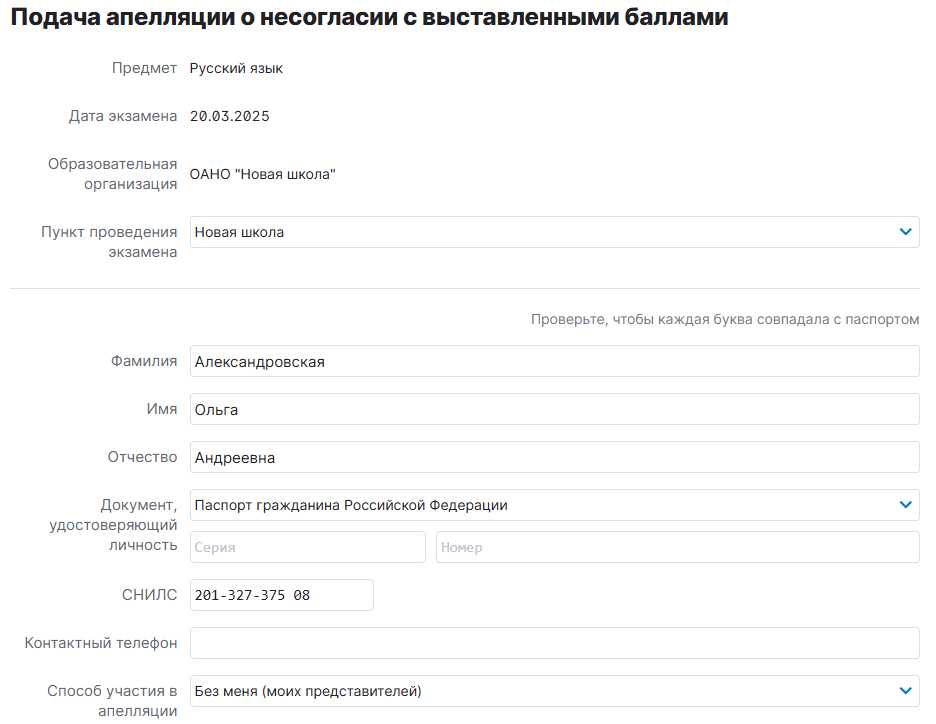 Подача апелляции о несогласии с выставленными баллами
Предмет Русский язык
Дата экзамена 20.03.2025
Образовательная
организация
ОАНО "Новая школа"
Пункт проведения
экзамена
Новая школа
Проверьте, чтобы каждая буква совпадала с паспортом
Фамилия Александровская
Имя Ольга
Отчество Андреевна
Документ,
удостоверяющий
личность
Паспорт гражданина Российской Федерации
Серия Номер
СНИЛС 201-327-375 08
Контактный телефон
Способ участия в
апелляции
Без меня (моих представителей)